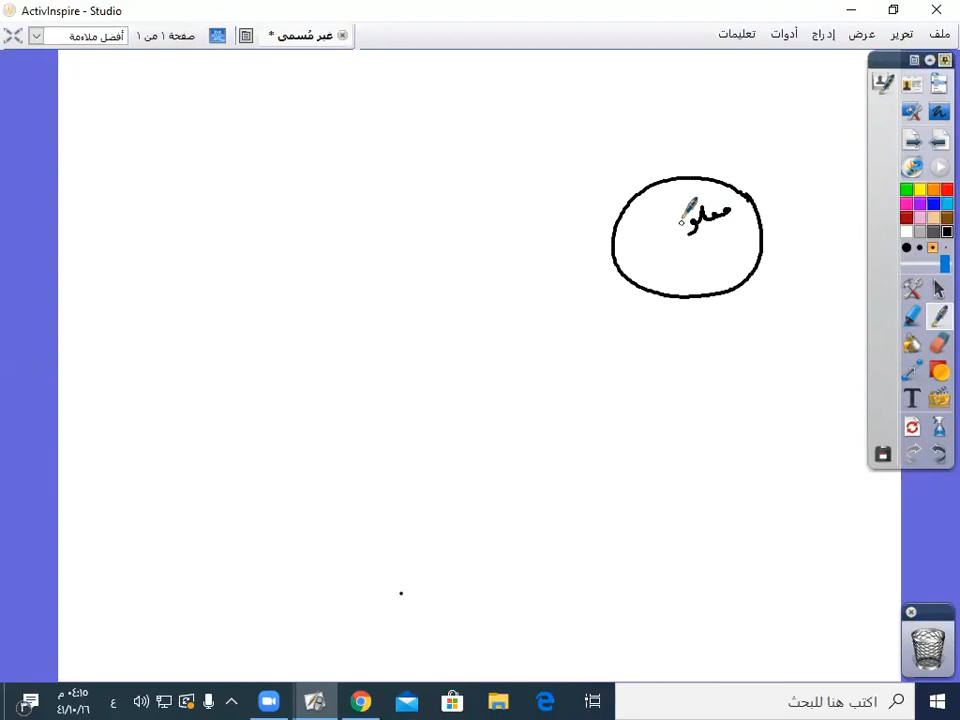 ActivInspire - Studio
ملف تحرير عرض إدراج أدوات تعليمات
غير مُسمى *
صفحة ١ من ١
أفضل ملاءمة
معلو
T
اكتب هنا للبحث
ع
٠٤:١٥ م
٤١/١٠/١٦